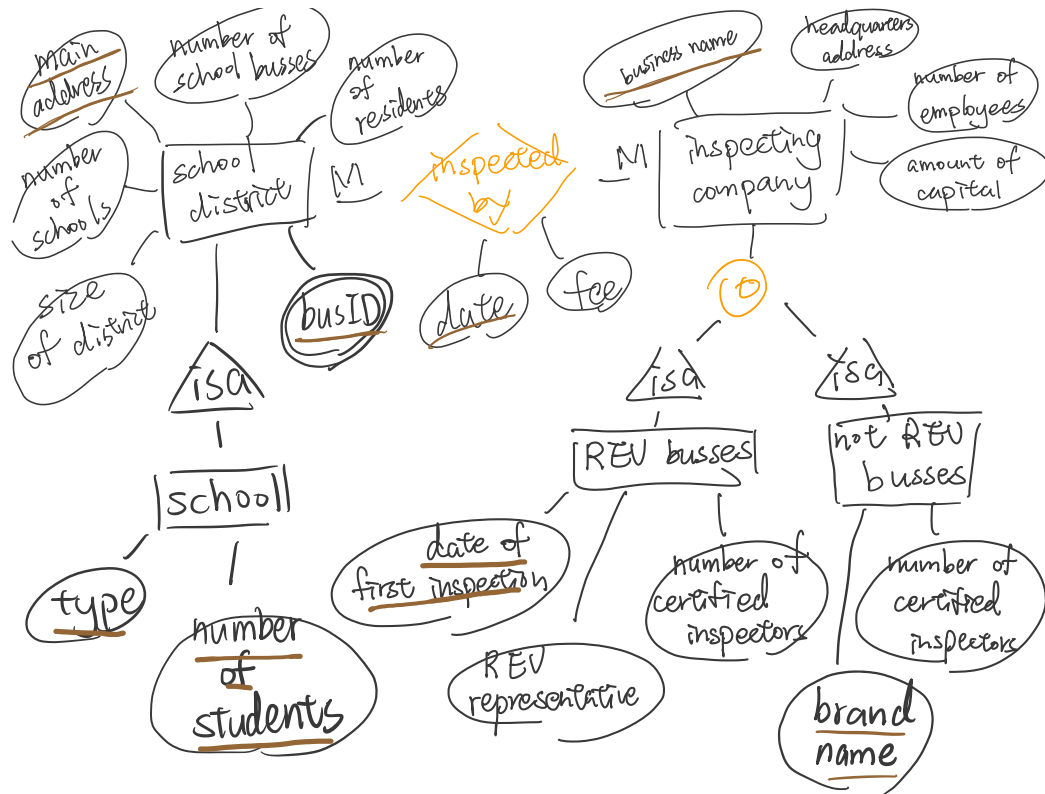 main
address
number of
school busses
number
of
residents
number
of
schools
size
of district
school
district
M
busID
inspected
by
date
fee
M
business name
headquarters
address
number of
employees
amount of
capital
inspecting
company
isa
school
type
number
of
students
isa
isa
REV busses
not REV
busses
date of
first inspection
REV
representative
number of
certified
inspectors
number of
certified
inspectors
brand
name